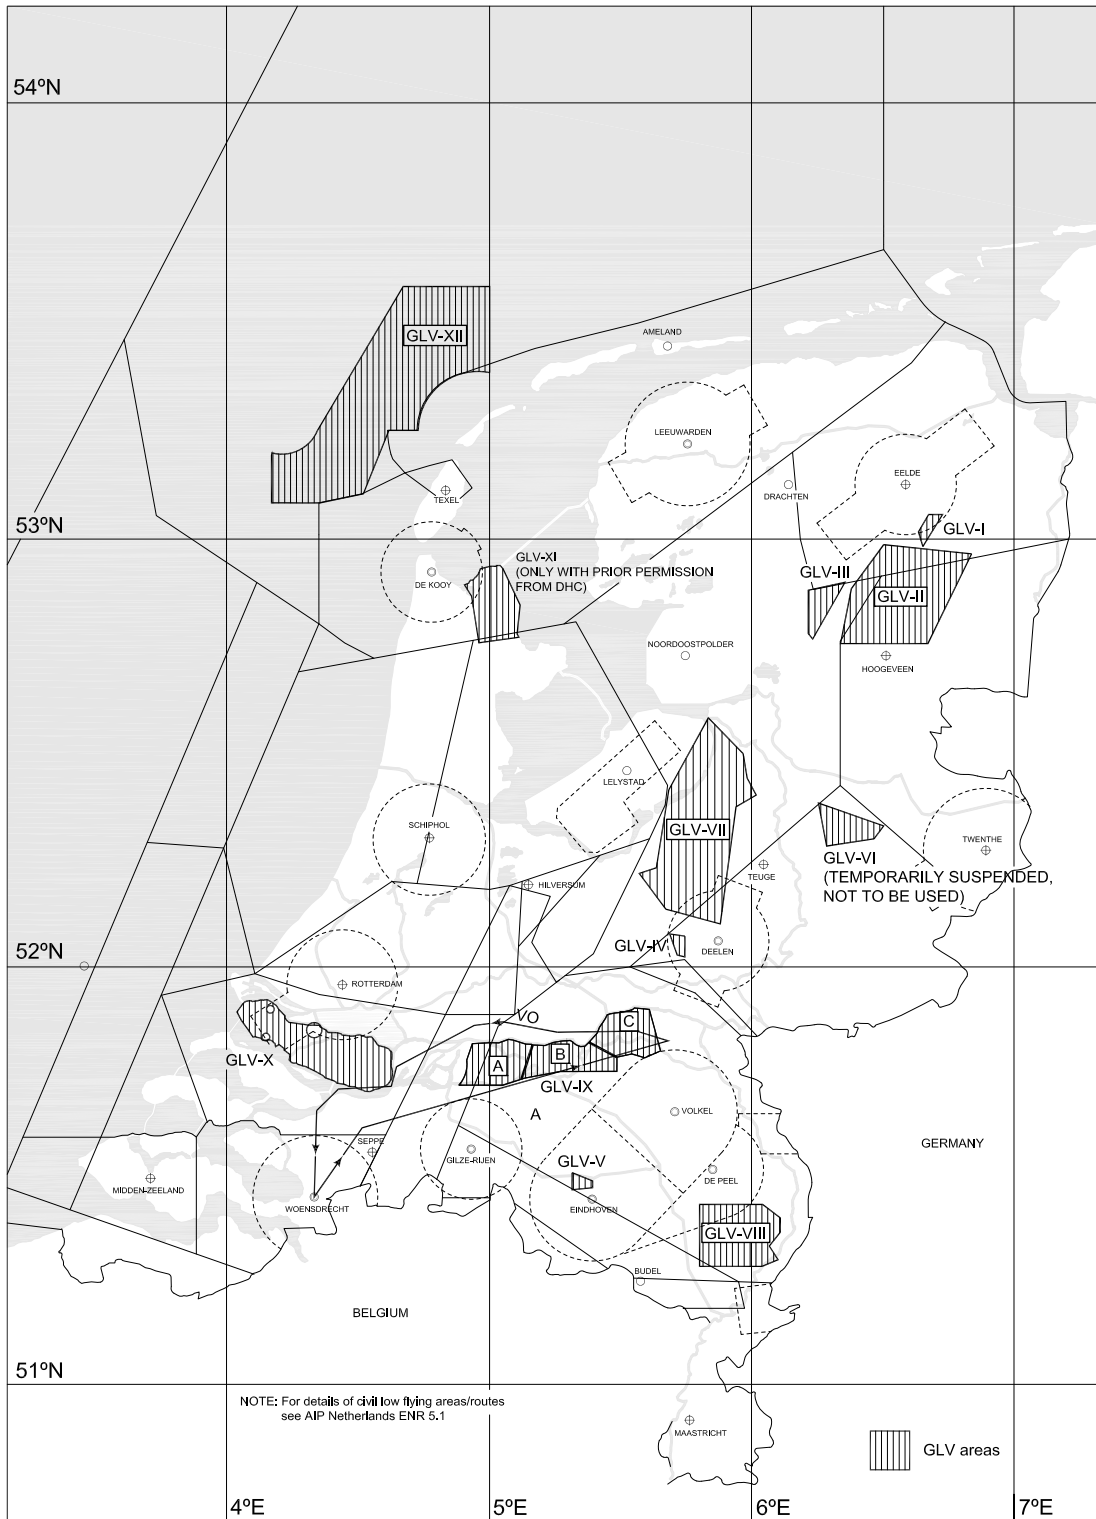 54ºN
GLV-XII
AMELAND
LEEUWARDEN
EELDE
TEXEL
DRACHTEN
53ºN
GLV-I
GLV-XI
(ONLY WITH PRIOR PERMISSION
FROM DHC)
DE KOOY
GLV-III
GLV-II
NOORDOOSTPOLDER
HOOGEVEEN
LELYSTAD
SCHIPHOL
GLV-VII
TWENTHE
GLV-VI
(TEMPORARILY SUSPENDED,
NOT TO BE USED)
TEUGE
HILVERSUM
GLV-IV
DEELEN
52ºN
ROTTERDAM
VO
C
GLV-X
A
B
GLV-IX
A
VOLKEL
SEPPE
GILZE-RIJEN
GERMANY
GLV-V
DE PEEL
MIDDEN-ZEELAND
WOENSDRECHT
EINDHOVEN
GLV-VIII
BUDEL
BELGIUM
51ºN
NOTE: For details of civil low flying areas/routes
see AIP Netherlands ENR 5.1
MAASTRICHT
GLV areas
4ºE
5ºE
6ºE
7ºE